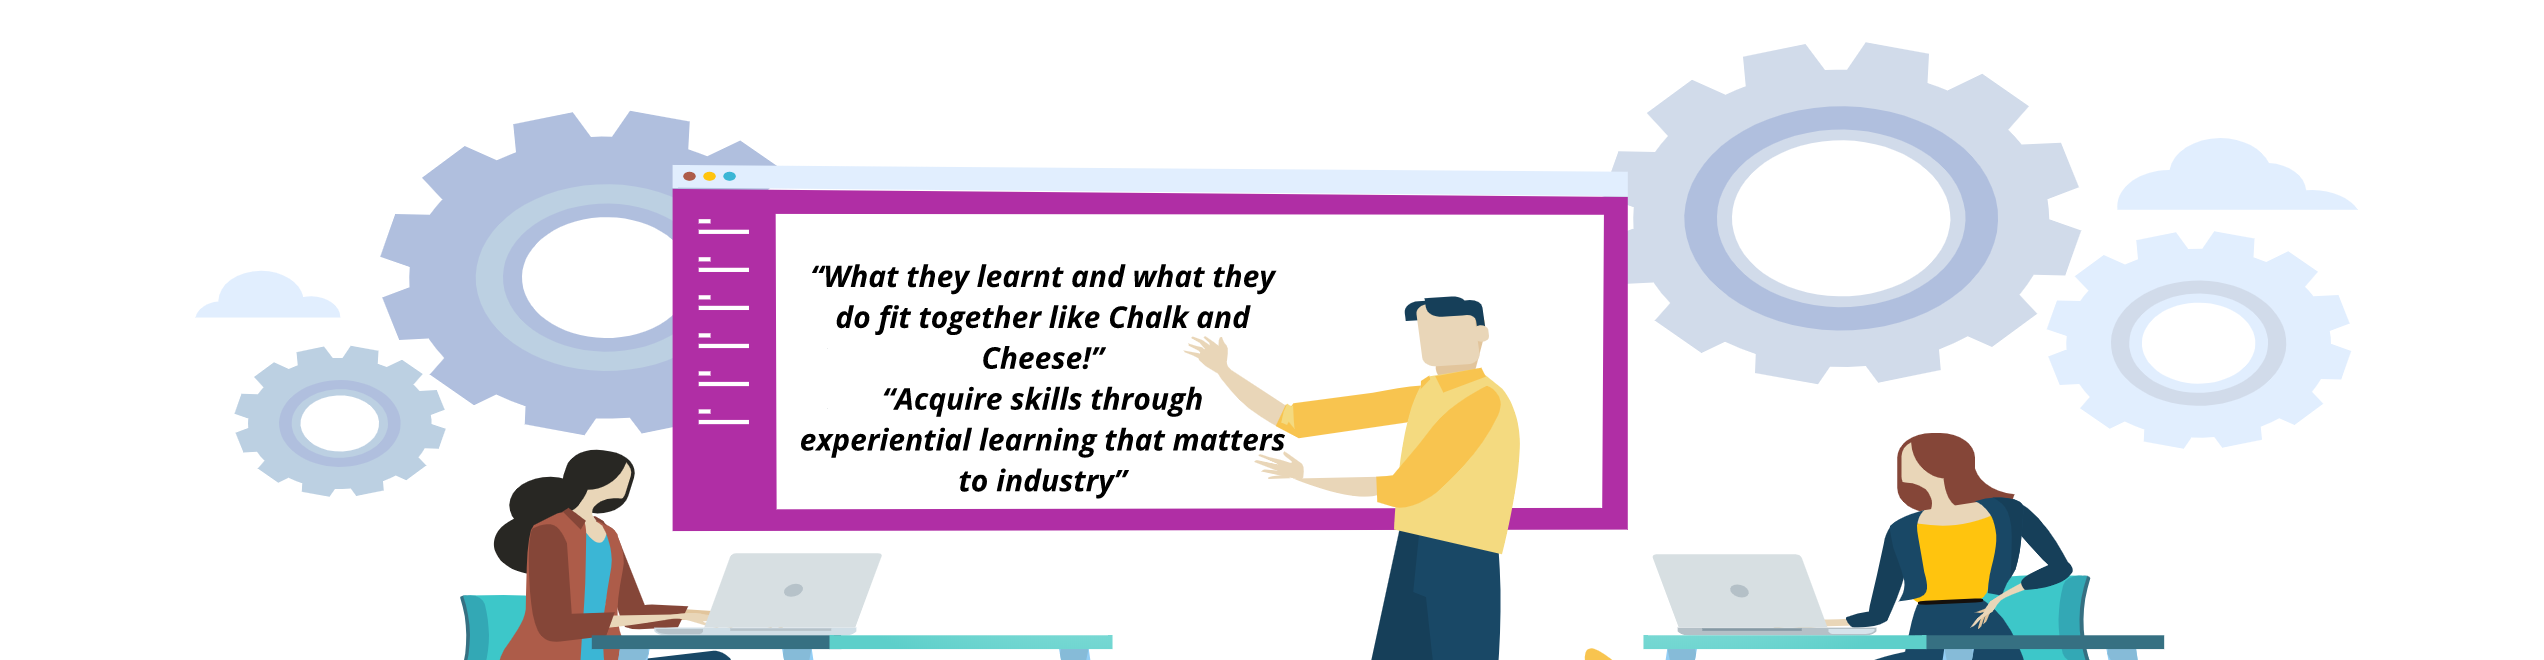 “What they learnt and what they
do fit together like Chalk and
Cheese!”
“Acquire skills through
experiential learning that matters
to industry”